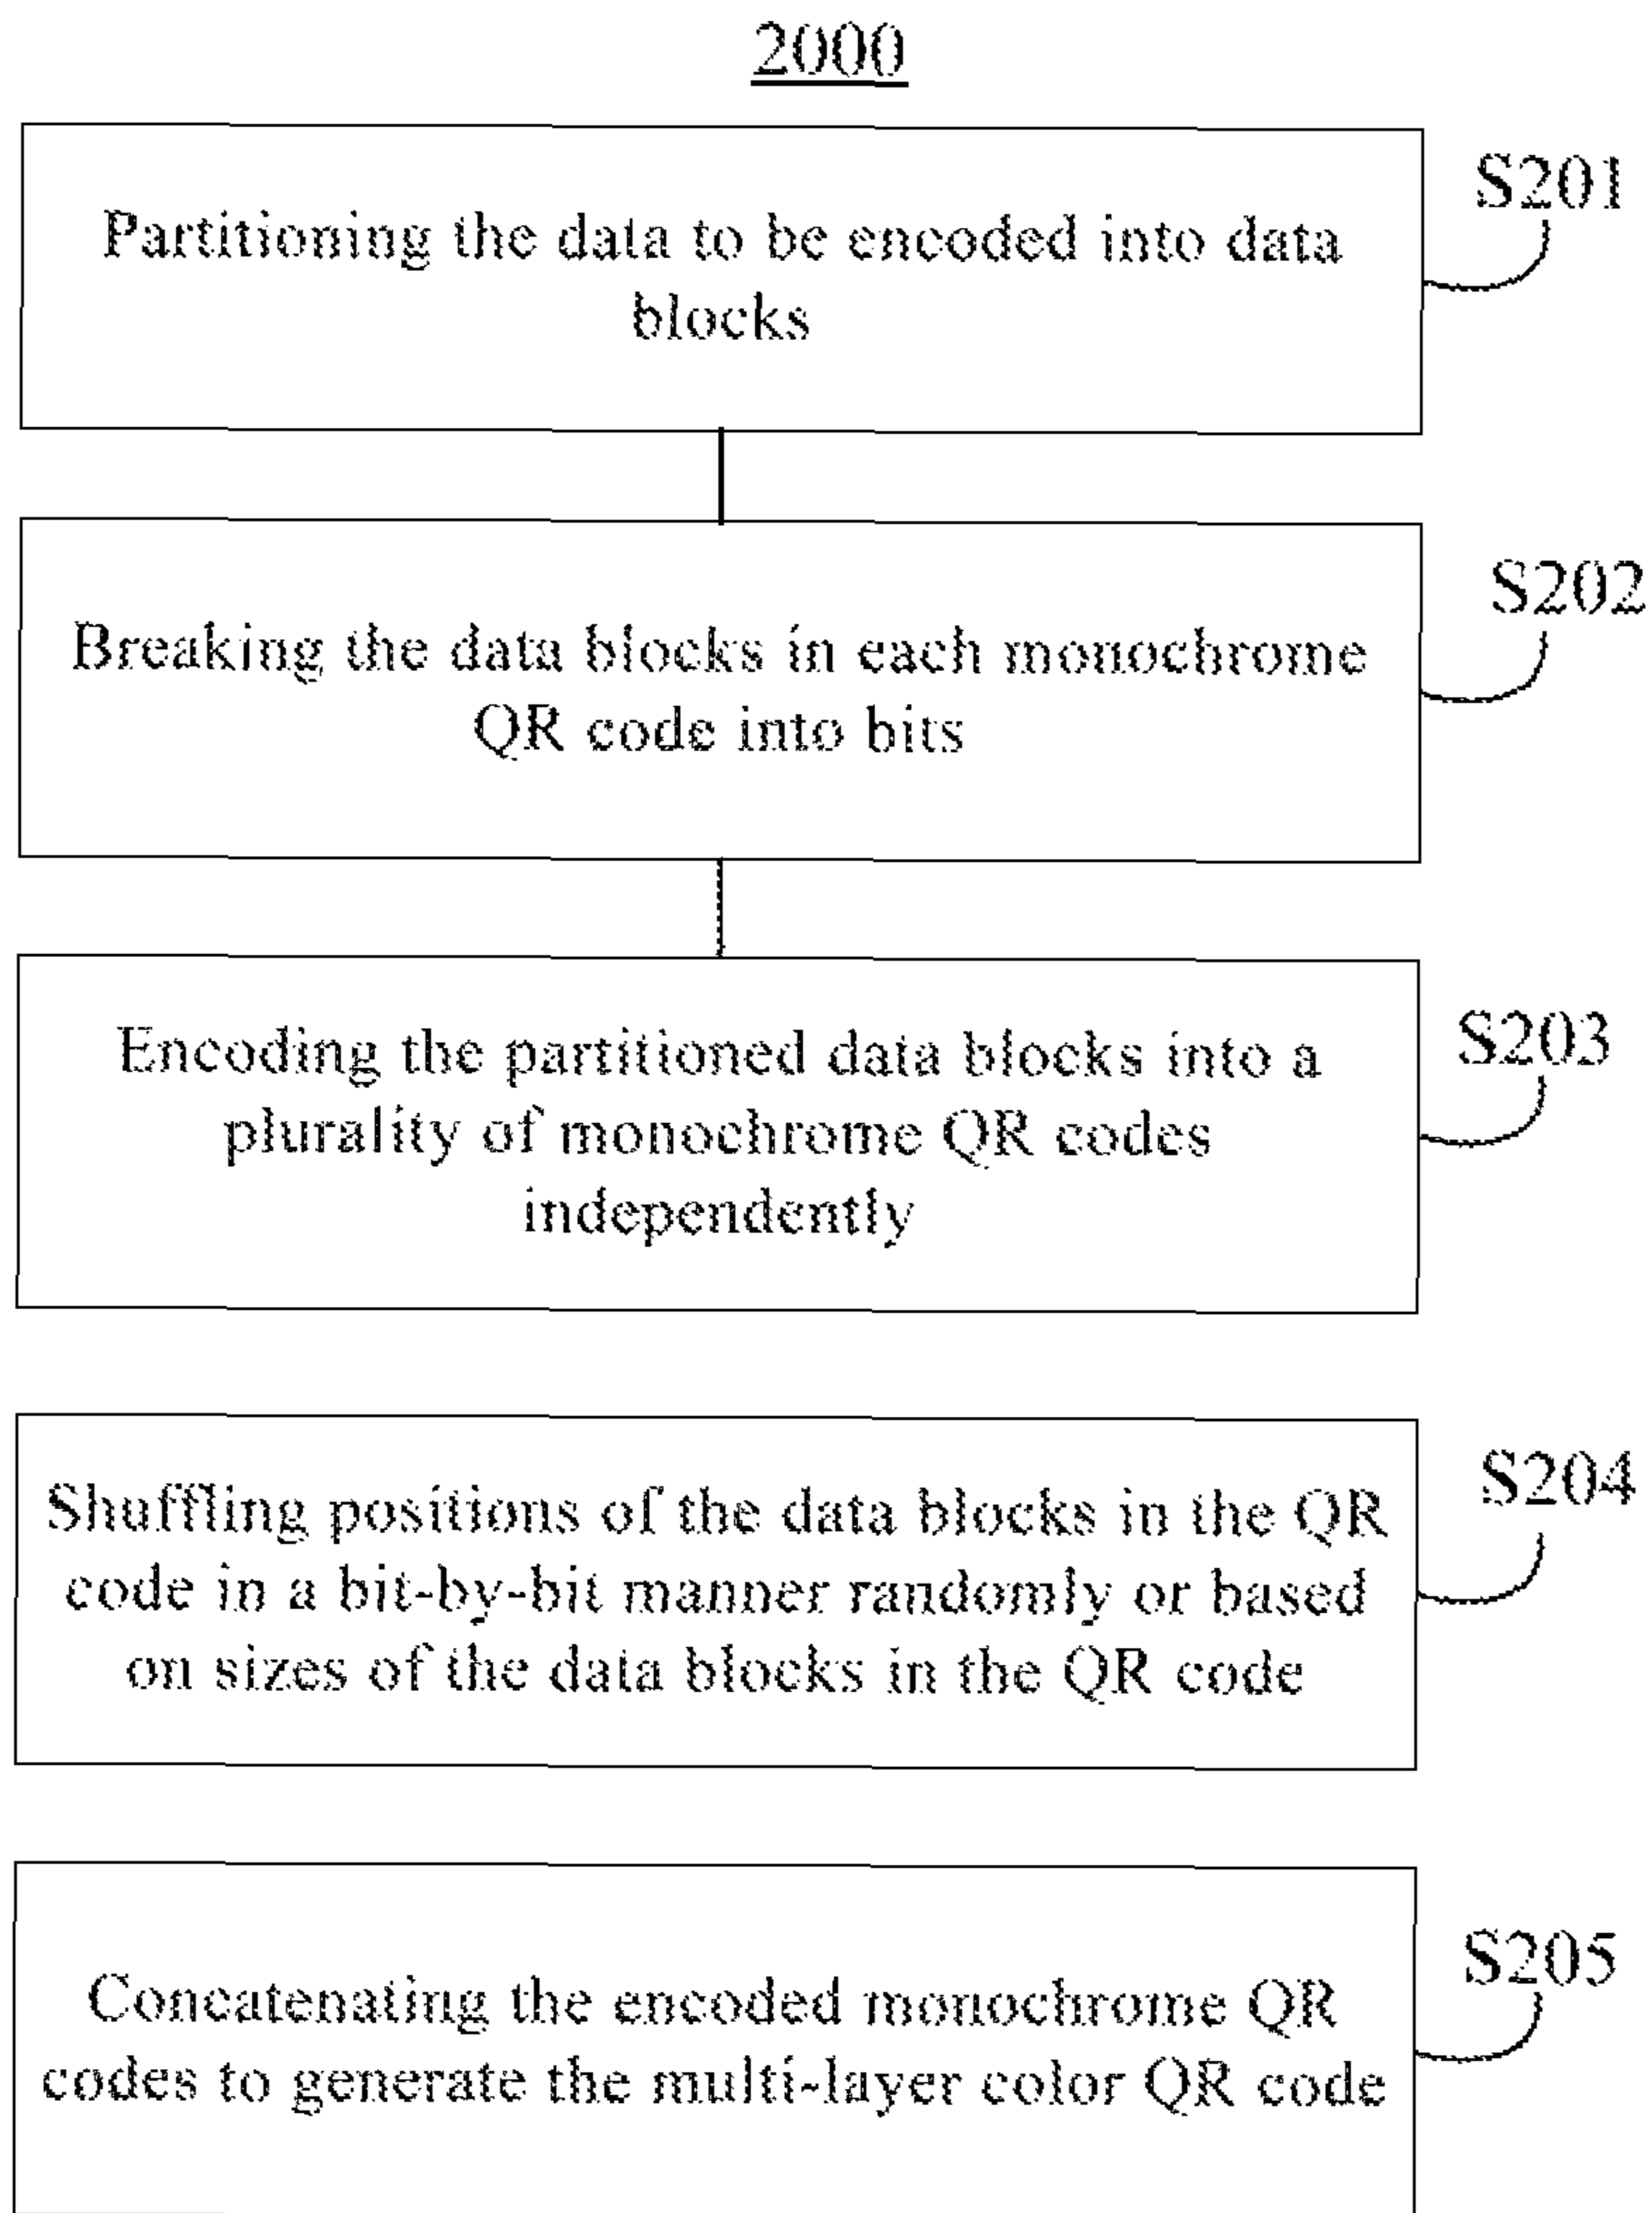 2000
S201
Partitioning the data to be encoded into data
blocks
S202
Breaking the data blocks in each monochrome
QR code into bits
S203
Encoding the partitioned data blocks into a
plurality of monochrome QR codes
independently
S204
Shuffling positions of the data blocks in the QR
code in a bit-by-bit manner randomly or based
on sizes of the data blocks in the QR code
S205
Concatenating the encoded monochrome QR
codes to generate the multi-layer color QR code